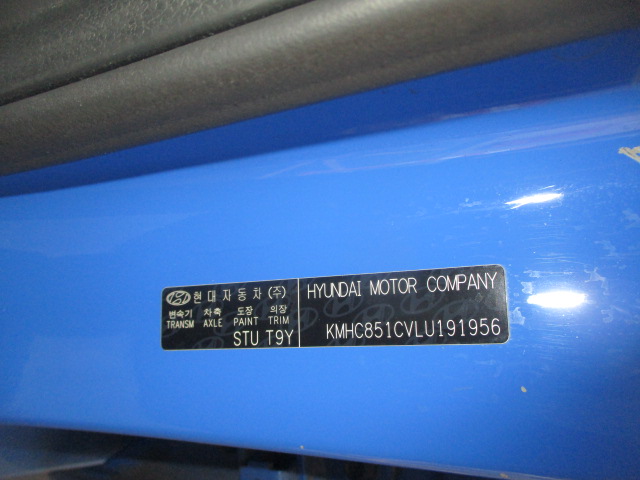 현대자동차(주)
변속기 차축 도장 의장
TRANSM AXLE PAINT TRIM
STU T9Y
HYUNDAI MOTOR COMPANY
KMHC851CVLU191956